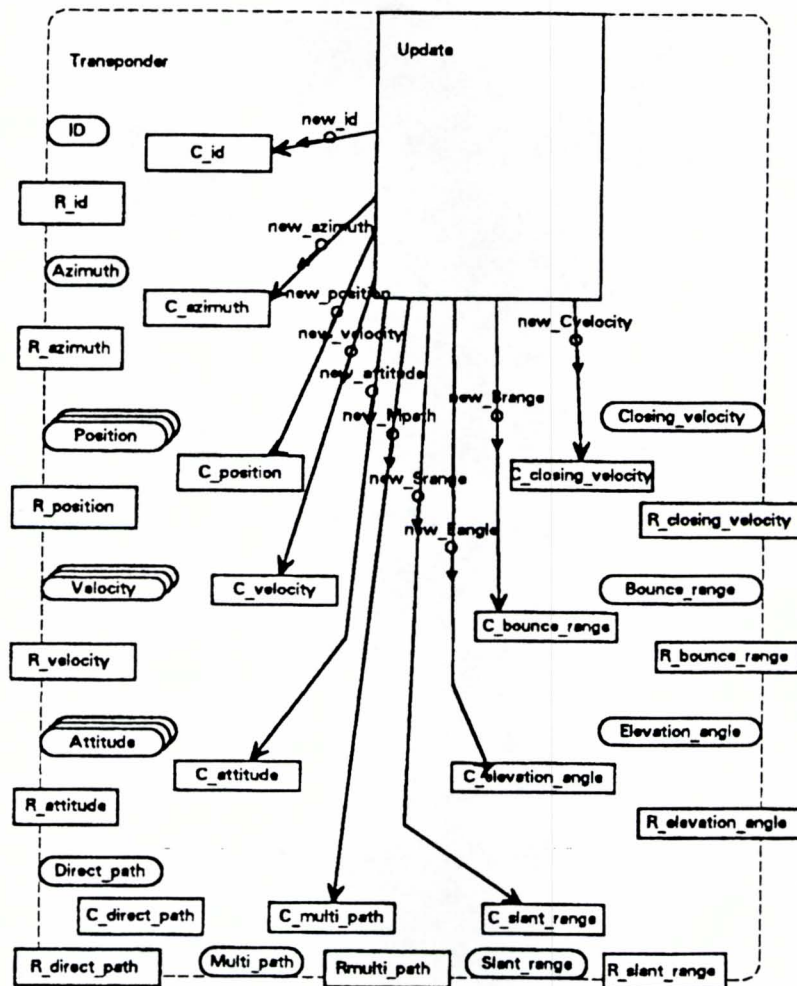 Transponder
Update
new_id
ID
C_id
R_id
new_azimuth
Azimuth
C_azimuth
new_position
new_Cvelocity
R_azimuth
new_velocity
new_attitude
new_Brange
new_Mpath
Closing_velocity
Position
C_position
new_Srange
C_closing_velocity
R_position
R_closing_velocity
new_Eangle
Velocity
C_velocity
Bounce_range
C_bounce_range
R_velocity
R_bounce_range
Attitude
Elevation_angle
C_attitude
C_elevation_angle
R_attitude
R_elevation_angle
Direct_path
C_direct_path
C_multi_path
C_slant_range
R_direct_path
Multi_path
Rmulti_path
Slant_range
R_slant_range